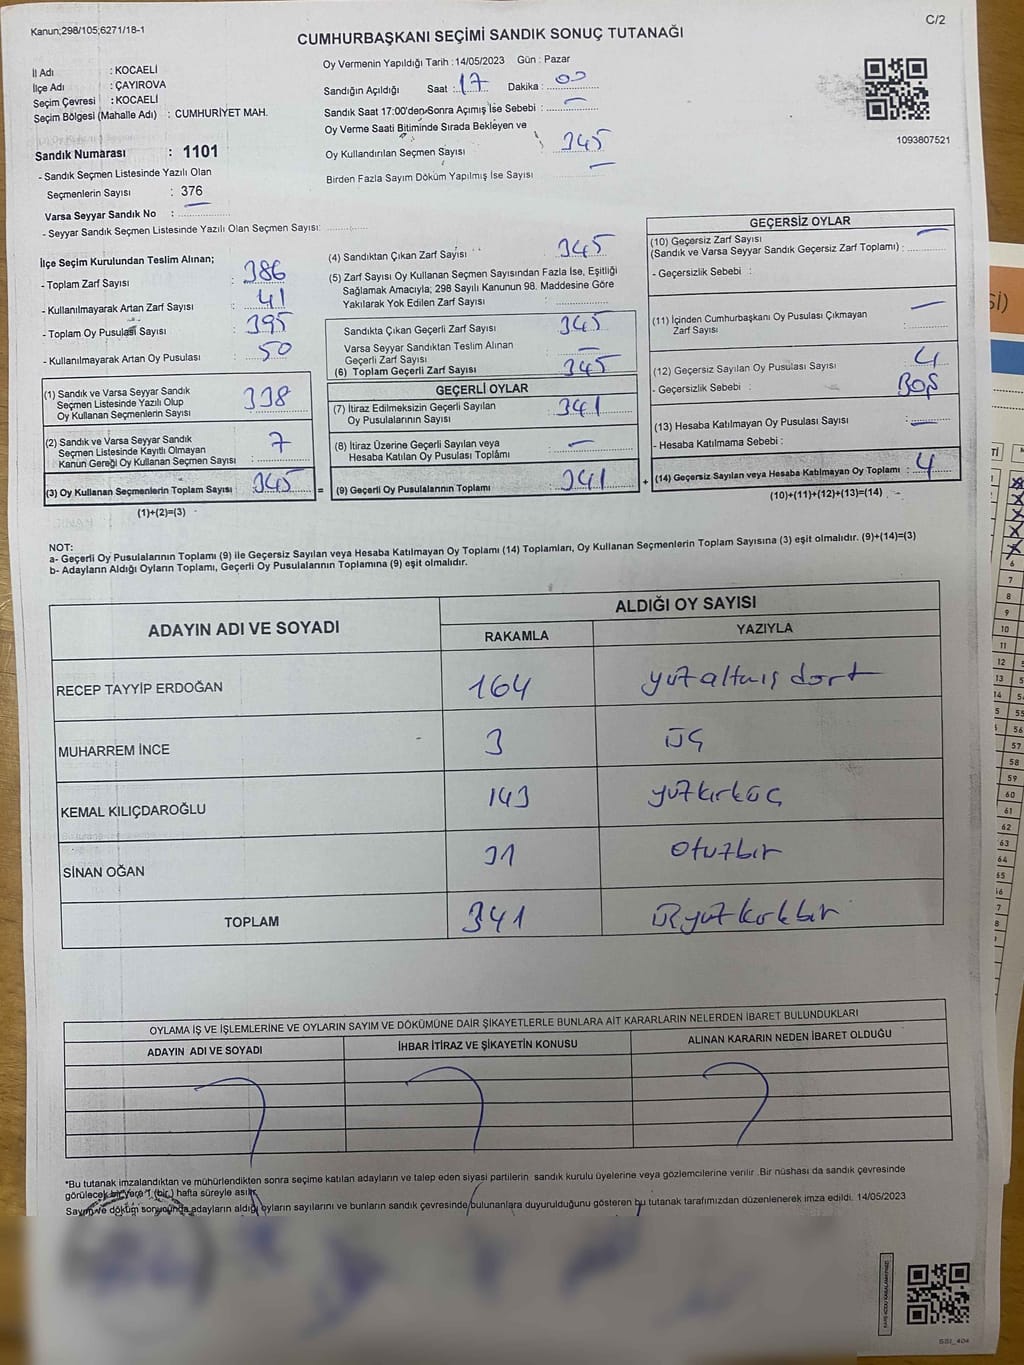 Kanun;298/105;6271/18-1
C/2
CUMHURBAŞKANI SEÇİMİ SANDIK SONUÇ TUTANAĞI
İl Adı : KOCAELİ
İlçe Adı : ÇAYIROVA
Seçim Çevresi : KOCAELİ
Seçim Bölgesi (Mahalle Adı) : CUMHURİYET MAH.
Sandık Numarası : 1101
- Sandık Seçmen Listesinde Yazılı Olan
Seçmenlerin Sayısı : 376
Varsa Seyyar Sandık No :
- Seyyar Sandık Seçmen Listesinde Yazılı Olan Seçmen Sayısı:
Oy Vermenin Yapıldığı Tarih : 14/05/2023 Gün : Pazar
Sandığın Açıldığı Saat : 17 Dakika : 00
Sandık Saat 17:00'den Sonra Açımış İse Sebebi : —
Oy Verme Saati Bitiminde Sırada Bekleyen ve
Oy Kullandırılan Seçmen Sayısı : 345
Birden Fazla Sayım Döküm Yapılmış İse Sayısı —
1093807521
İlçe Seçim Kurulundan Teslim Alınan;
- Toplam Zarf Sayısı : 386
- Kullanılmayarak Artan Zarf Sayısı : 41
- Toplam Oy Pusulası Sayısı : 395
- Kullanılmayarak Artan Oy Pusulası : 50
(1) Sandık ve Varsa Seyyar Sandık
Seçmen Listesinde Yazılı Olup
Oy Kullanan Seçmenlerin Sayısı : 338
(2) Sandık ve Varsa Seyyar Sandık
Seçmen Listesinde Kayıtlı Olmayan
Kanun Gereği Oy Kullanan Seçmen Sayısı : 7
(3) Oy Kullanan Seçmenlerin Toplam Sayısı : 345 =
(1)+(2)=(3)
(4) Sandıktan Çıkan Zarf Sayısı : 345
(5) Zarf Sayısı Oy Kullanan Seçmen Sayısından Fazla İse, Eşitliği
Sağlamak Amacıyla; 298 Sayılı Kanunun 98. Maddesine Göre
Yakılarak Yok Edilen Zarf Sayısı :
Sandıkta Çıkan Geçerli Zarf Sayısı : 345
Varsa Seyyar Sandıktan Teslim Alınan
Geçerli Zarf Sayısı : —
(6) Toplam Geçerli Zarf Sayısı : 345
GEÇERLİ OYLAR
(7) İtiraz Edilmeksizin Geçerli Sayılan
Oy Pusulalarının Sayısı : 341
(8) İtiraz Üzerine Geçerli Sayılan veya
Hesaba Katılan Oy Pusulası Toplamı : —
(9) Geçerli Oy Pusulalarının Toplamı : 341 +
GEÇERSİZ OYLAR
(10) Geçersiz Zarf Sayısı
(Sandık ve Varsa Seyyar Sandık Geçersiz Zarf Toplamı) : —
- Geçersizlik Sebebi :
(11) İçinden Cumhurbaşkanı Oy Pusulası Çıkmayan
Zarf Sayısı : —
(12) Geçersiz Sayılan Oy Pusulası Sayısı : 4
- Geçersizlik Sebebi : BOŞ
(13) Hesaba Katılmayan Oy Pusulası Sayısı : —
- Hesaba Katılmama Sebebi :
(14) Geçersiz Sayılan veya Hesaba Katılmayan Oy Toplamı : 4
(10)+(11)+(12)+(13)=(14)
NOT:
a- Geçerli Oy Pusulalarının Toplamı (9) ile Geçersiz Sayılan veya Hesaba Katılmayan Oy Toplamı (14) Toplamları, Oy Kullanan Seçmenlerin Toplam Sayısına (3) eşit olmalıdır. (9)+(14)=(3)
b- Adayların Aldığı Oyların Toplamı, Geçerli Oy Pusulalarının Toplamına (9) eşit olmalıdır.
ADAYIN ADI VE SOYADI ALDIĞI OY SAYISI
RAKAMLA YAZIYLA
RECEP TAYYİP ERDOĞAN 164 yüzaltmış dört
MUHARREM İNCE 3 üç
KEMAL KILIÇDAROĞLU 143 yüzkırküç
SİNAN OĞAN 31 otuzbir
TOPLAM 341 üçyüzkırkbir
OYLAMA İŞ VE İŞLEMLERİNE VE OYLARIN SAYIM VE DÖKÜMÜNE DAİR ŞİKAYETLERLE BUNLARA AİT KARARLARIN NELERDEN İBARET BULUNDUKLARI
ADAYIN ADI VE SOYADI İHBAR İTİRAZ VE ŞİKAYETİN KONUSU ALINAN KARARIN NEDEN İBARET OLDUĞU
*Bu tutanak imzalandıktan ve mühürlendikten sonra seçime katılan adayların ve talep eden siyasi partilerin sandık kurulu üyelerine veya gözlemcilerine verilir. Bir nüshası da sandık çevresinde
görülecek bir yere 1 (bir) hafta süreyle asılır.
Sayım ve döküm sonucunda adayların aldığı oyların sayılarını ve bunların sandık çevresinde bulunanlara duyurulduğunu gösteren bu tutanak tarafımızdan düzenlenerek imza edildi. 14/05/2023
SSİ_404